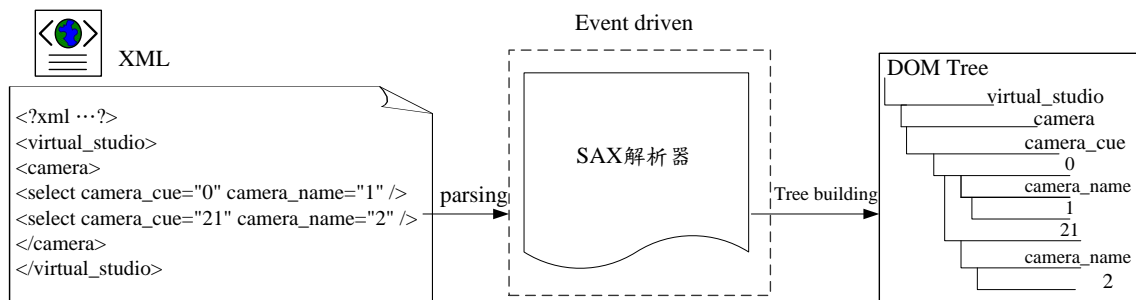 Event driven
XML
<?xml ⋯?>
<virtual_studio>
<camera>
<select camera_cue="0" camera_name="1" />
<select camera_cue="21" camera_name="2" />
</camera>
</virtual_studio>
parsing
SAX解析器
Tree building
DOM Tree
virtual_studio
camera
camera_cue
0
camera_name
1
21
camera_name
2